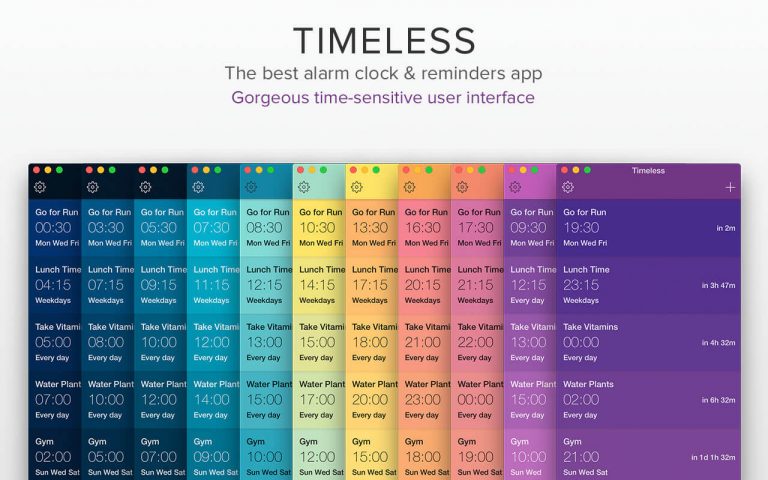 TIMELESS
The best alarm clock & reminders app
Gorgeous time-sensitive user interface
Timeless
Go for Run Go for Run Go for Run Go for Run Go for Run Go for Run Go for Run Go for Run Go for Run Go for Run Go for Run
00:30 03:30 05:30 07:30 08:30 10:30 13:30 16:30 17:30 09:30 19:30 in 2m
Mon Wed Fri Mon Wed Fri Mon Wed Fri Mon Wed Fri Mon Wed Fri Mon Wed Fri Mon Wed Fri Mon Wed Fri Mon Wed Fri Mon Wed Fri Mon Wed Fri
Lunch Time Lunch Time Lunch Time Lunch Time Lunch Time Lunch Time Lunch Time Lunch Time Lunch Time Lunch Time Lunch Time
04:15 07:15 09:15 11:15 12:15 14:15 17:15 20:15 21:15 12:15 23:15 in 3h 47m
Weekdays Weekdays Weekdays Weekdays Weekdays Weekdays Weekdays Weekdays Weekdays Every day Weekdays
Take Vitamin Take Vitamin Take Vitamin Take Vitamin Take Vitamin Take Vitamin Take Vitamin Take Vitamin Take Vitamin Take Vitamin Take Vitamins
05:00 08:00 10:00 12:00 13:00 15:00 18:00 21:00 22:00 13:00 00:00 in 4h 32m
Every day Every day Every day Every day Every day Every day Every day Every day Every day Every day Every day
Water Plant Water Plant Water Plant Water Plant Water Plant Water Plant Water Plant Water Plant Water Plant Water Plant Water Plants
07:00 10:00 12:00 14:00 15:00 17:00 20:00 23:00 00:00 15:00 02:00 in 6h 32m
Every day Every day Every day Every day Every day Every day Every day Every day Every day Every day Every day
Gym Gym Gym Gym Gym Gym Gym Gym Gym Gym Gym
02:00 05:00 07:00 09:00 10:00 12:00 15:00 18:00 19:00 10:00 21:00 in 1d 1h 32m
Sun Wed Sat Sun Wed Sat Sun Wed Sat Sun Wed Sat Sun Wed Sat Sun Wed Sat Sun Wed Sat Sun Wed Sat Sun Wed Sat Sun Wed Sat Sun Wed Sat